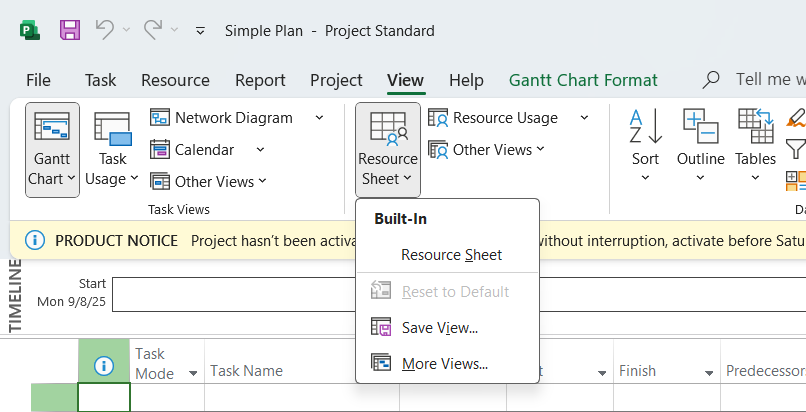 Simple Plan - Project Standard
File Task Resource Report Project View Help Gantt Chart Format Tell me w
Gantt Chart
Task Usage
Network Diagram
Calendar
Other Views
Task Views
Resource Sheet
Resource Usage
Other Views
Sort
Outline
Tables
Da
Built-In
Resource Sheet
Reset to Default
Save View...
More Views...
PRODUCT NOTICE Project hasn't been activa without interruption, activate before Satu
TIMELINE
Start
Mon 9/8/25
Task Mode
Task Name
Finish
Predecessors